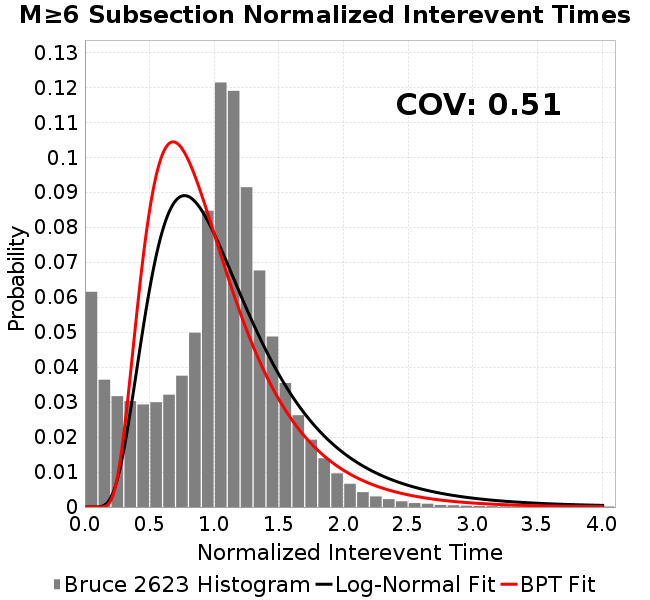 M≥6 Subsection Normalized Interevent Times
COV: 0.51
Probability
0.13
0.12
0.11
0.1
0.09
0.08
0.07
0.06
0.05
0.04
0.03
0.02
0.01
0
0.0 0.5 1.0 1.5 2.0 2.5 3.0 3.5 4.0
Normalized Interevent Time
Bruce 2623 Histogram Log-Normal Fit BPT Fit